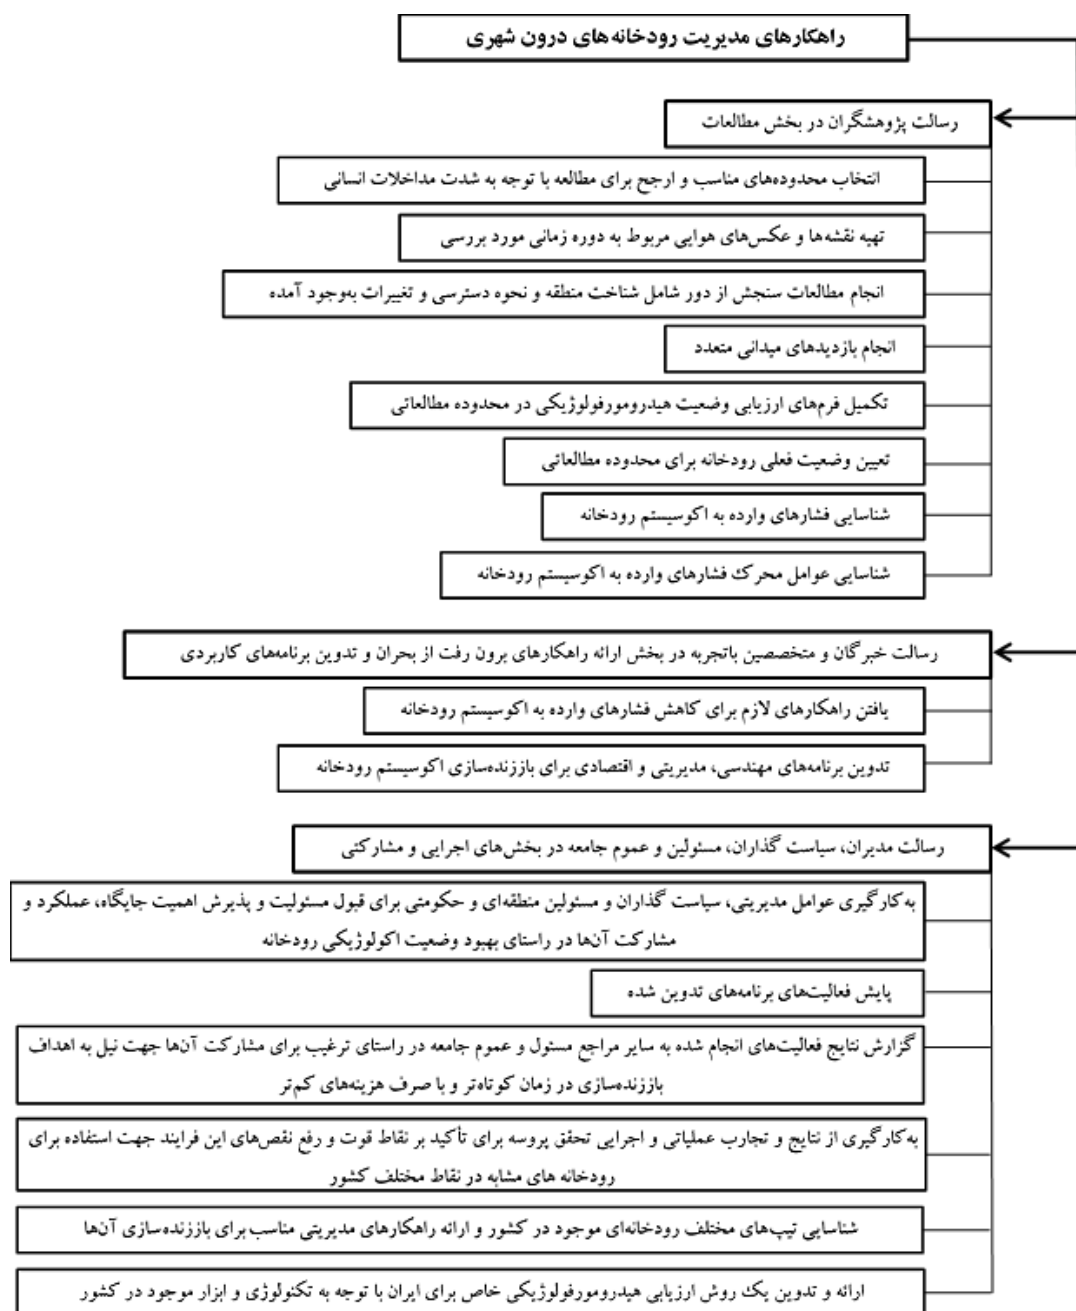 راهکارهای مدیریت رودخانه‌های درون شهری
رسالت پژوهشگران در بخش مطالعات
انتخاب محدوده‌های مناسب و ارجح برای مطالعه با توجه به شدت مداخلات انسانی
تهیه نقشه‌ها و عکس‌های هوایی مربوط به دوره زمانی مورد بررسی
انجام مطالعات سنجش از دور شامل شناخت منطقه و نحوه دسترسی و تغییرات به‌وجود آمده
انجام بازدیدهای میدانی متعدد
تکمیل فرم‌های ارزیابی وضعیت هیدرومورفولوژیکی در محدوده مطالعاتی
تعیین وضعیت فعلی رودخانه برای محدوده مطالعاتی
شناسایی فشارهای وارده به اکوسیستم رودخانه
شناسایی عوامل محرک فشارهای وارده به اکوسیستم رودخانه
رسالت خبرگان و متخصصین باتجربه در بخش ارائه راهکارهای برون رفت از بحران و تدوین برنامه‌های کاربردی
یافتن راهکارهای لازم برای کاهش فشارهای وارده به اکوسیستم رودخانه
تدوین برنامه‌های مهندسی، مدیریتی و اقتصادی برای باززنده‌سازی اکوسیستم رودخانه
رسالت مدیران، سیاست گذاران، مسئولین و عموم جامعه در بخش‌های اجرایی و مشارکتی
به‌کارگیری عوامل مدیریتی، سیاست گذاران و مسئولین منطقه‌ای و حکومتی برای قبول مسئولیت و پذیرش اهمیت جایگاه، عملکرد و
مشارکت آن‌ها در راستای بهبود وضعیت اکولوژیکی رودخانه
پایش فعالیت‌های برنامه‌های تدوین شده
گزارش نتایج فعالیت‌های انجام شده به سایر مراجع مسئول و عموم جامعه در راستای ترغیب برای مشارکت آن‌ها جهت نیل به اهداف
باززنده‌سازی در زمان کوتاه‌تر و با صرف هزینه‌های کم‌تر
به‌کارگیری از نتایج و تجارب عملیاتی و اجرایی تحقق پروسه برای تأکید بر نقاط قوت و رفع نقص‌های این فرایند جهت استفاده برای
رودخانه های مشابه در نقاط مختلف کشور
شناسایی تیپ‌های مختلف رودخانه‌ای موجود در کشور و ارائه راهکارهای مدیریتی مناسب برای باززنده‌سازی آن‌ها
ارائه و تدوین یک روش ارزیابی هیدرومورفولوژیکی خاص برای ایران با توجه به تکنولوژی و ابزار موجود در کشور